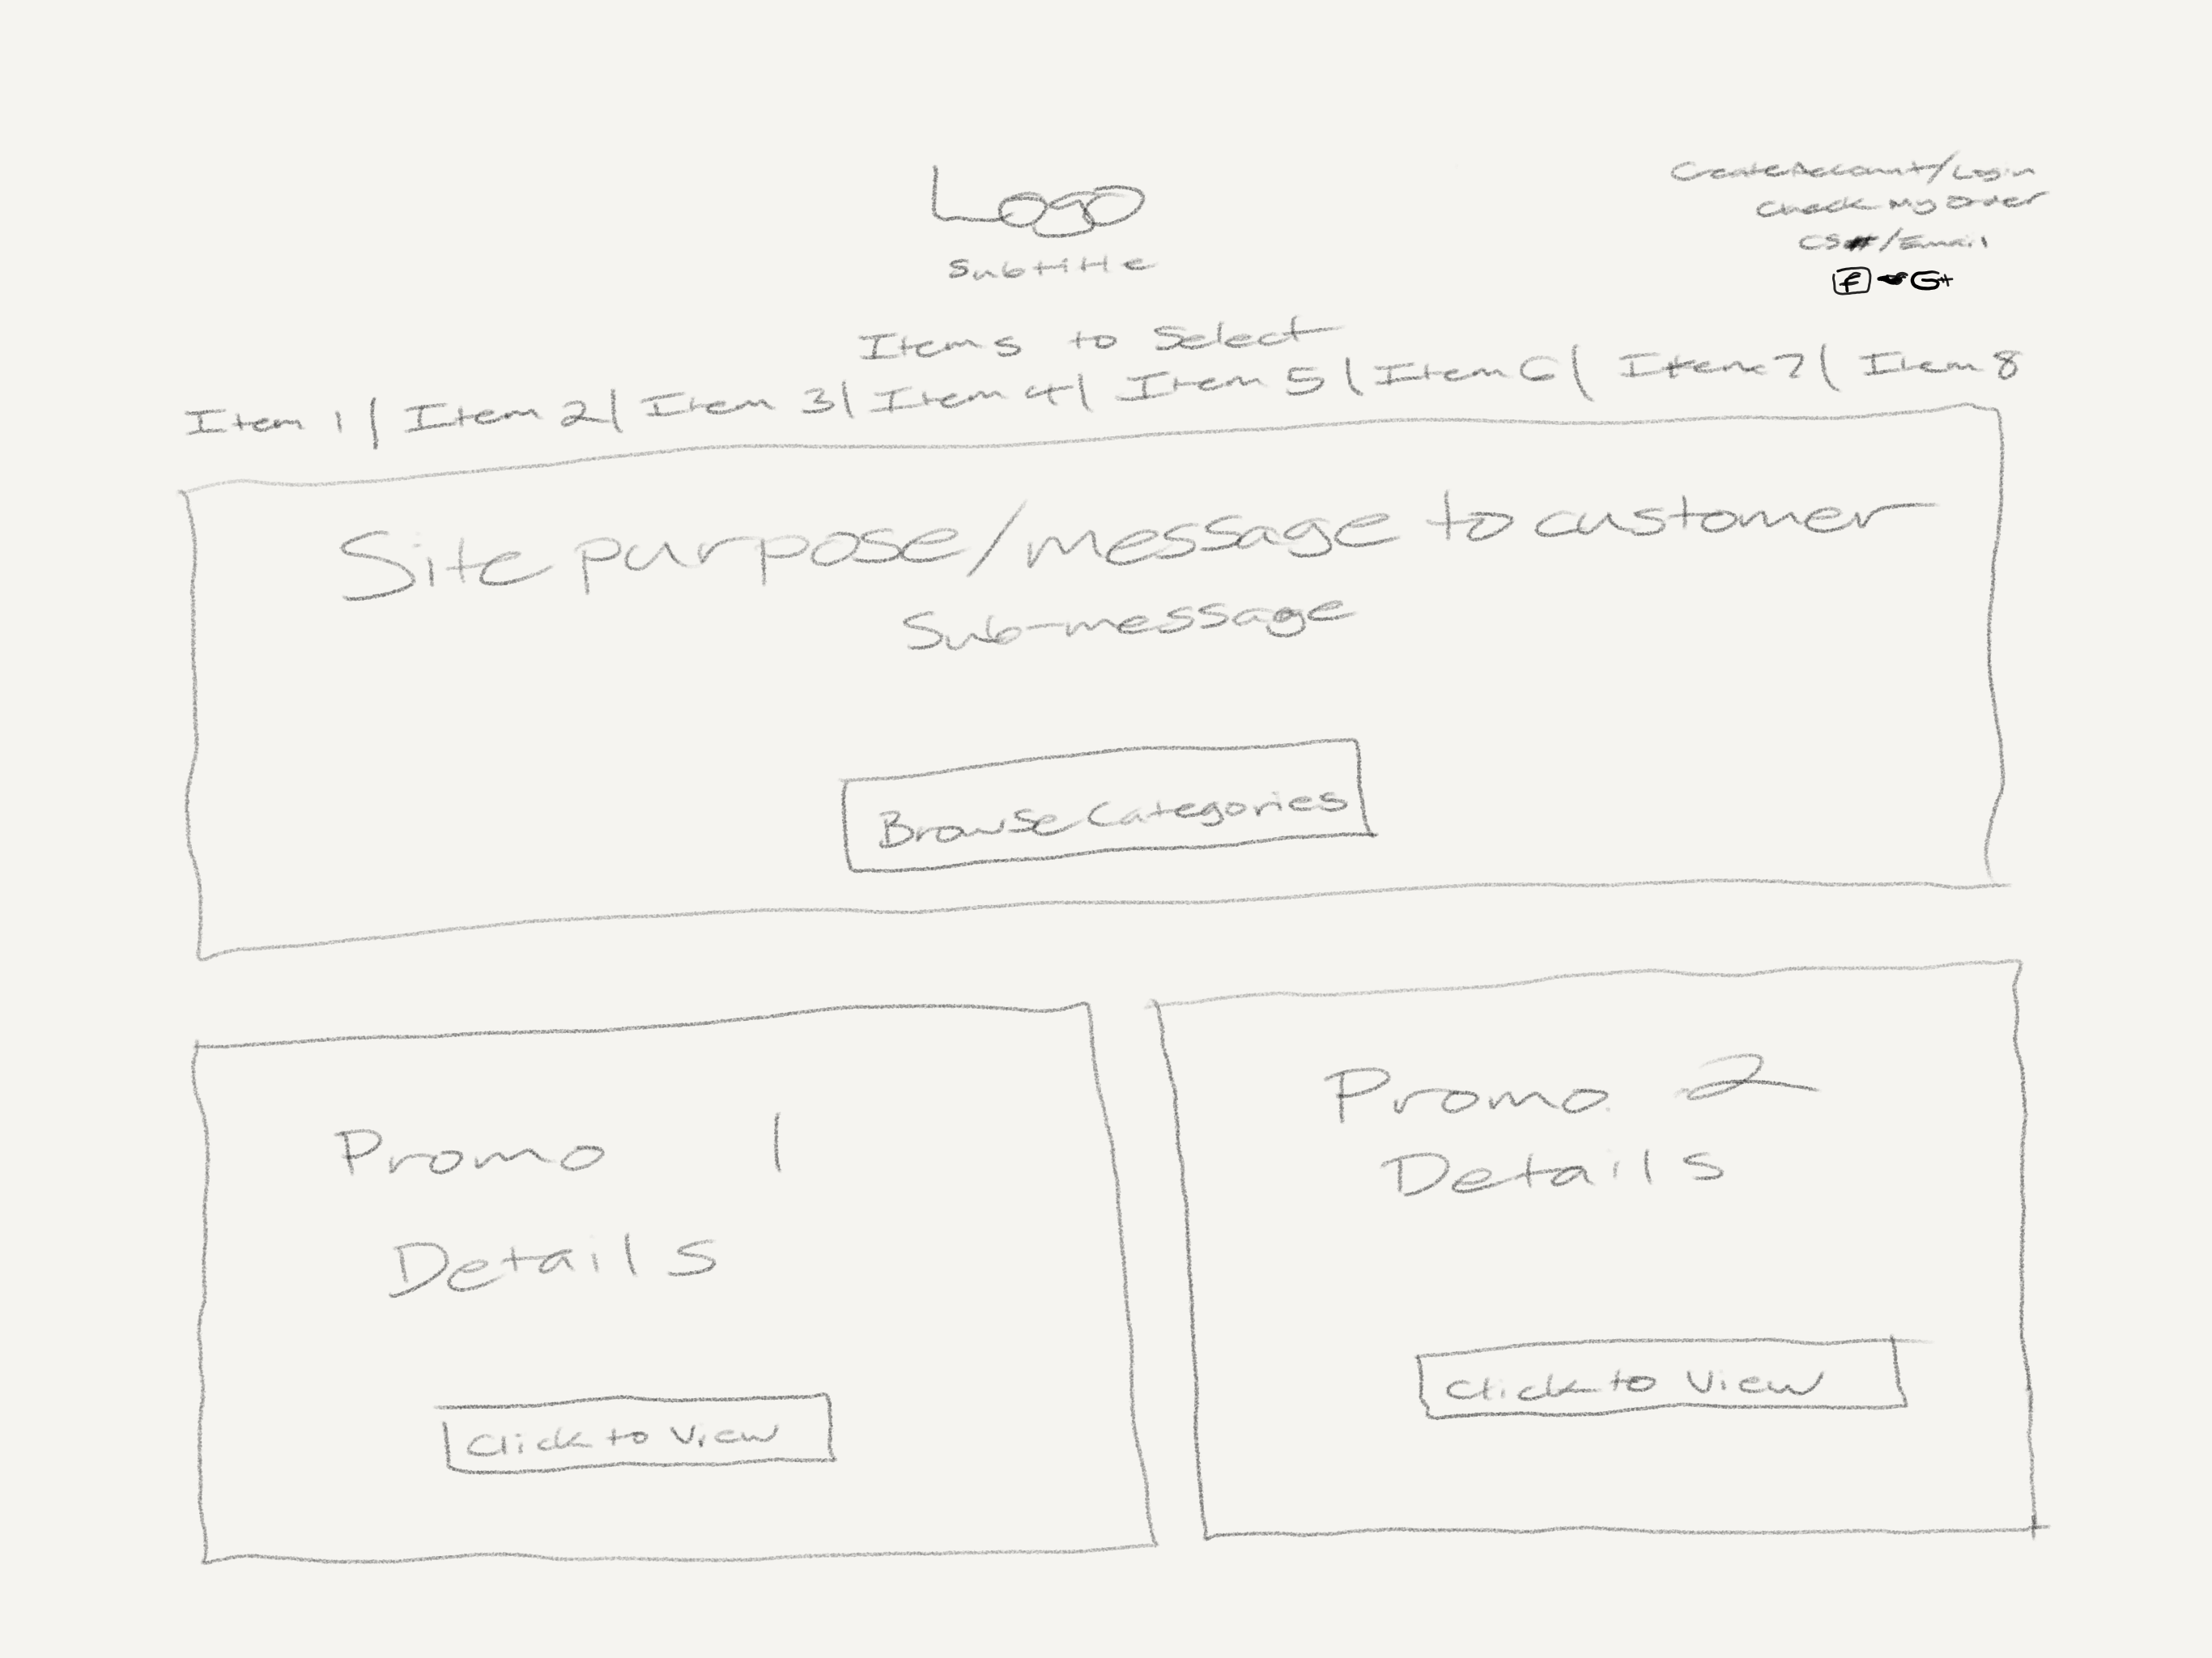 Logo
Subtitle
Create Account/Login
Check My Order
CS#/Email
f G+
Items to Select
Item 1 | Item 2 | Item 3 | Item 4 | Item 5 | Item 6 | Item 7 | Item 8
Site purpose/message to customer
Sub-message
Browse Categories
Promo 1
Details
Click to View
Promo 2
Details
Click to View